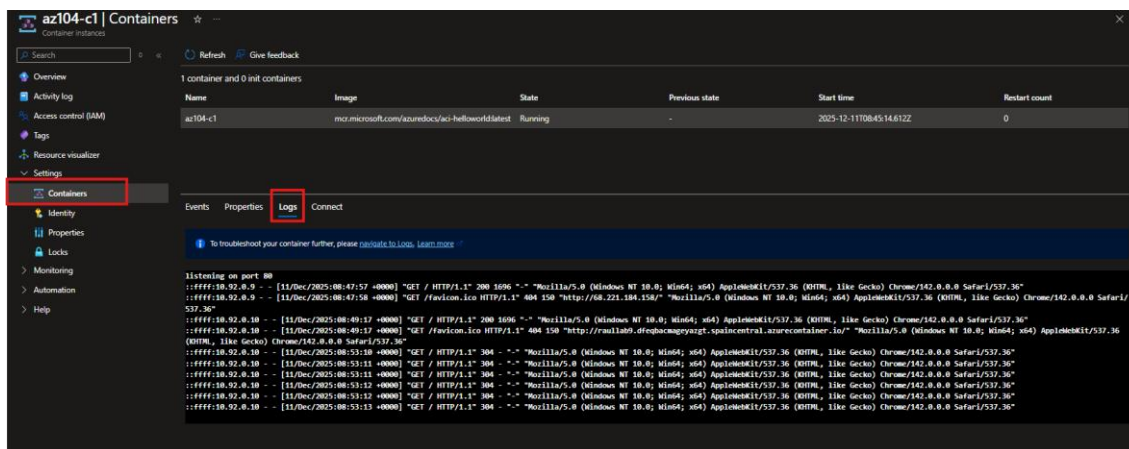 az104-c1 | Containers
Container instances
Search
Refresh Give feedback
Overview
Activity log
Access control (IAM)
Tags
Resource visualizer
Settings
Containers
Identity
Properties
Locks
Monitoring
Automation
Help
1 container and 0 init containers
Name Image State Previous state Start time Restart count
az104-c1 mcr.microsoft.com/azuredocs/aci-helloworld:latest Running - 2025-12-11T08:45:14.612Z 0
Events Properties Logs Connect
To troubleshoot your container further, please navigate to Logs. Learn more
listening on port 80
::ffff:10.92.0.9 - - [11/Dec/2025:08:47:57 +0000] "GET / HTTP/1.1" 200 1696 "-" "Mozilla/5.0 (Windows NT 10.0; Win64; x64) AppleWebKit/537.36 (KHTML, like Gecko) Chrome/142.0.0.0 Safari/537.36"
::ffff:10.92.0.9 - - [11/Dec/2025:08:47:58 +0000] "GET /favicon.ico HTTP/1.1" 404 150 "http://68.221.184.158/" "Mozilla/5.0 (Windows NT 10.0; Win64; x64) AppleWebKit/537.36 (KHTML, like Gecko) Chrome/142.0.0.0 Safari/
537.36"
::ffff:10.92.0.10 - - [11/Dec/2025:08:49:17 +0000] "GET / HTTP/1.1" 200 1696 "-" "Mozilla/5.0 (Windows NT 10.0; Win64; x64) AppleWebKit/537.36 (KHTML, like Gecko) Chrome/142.0.0.0 Safari/537.36"
::ffff:10.92.0.10 - - [11/Dec/2025:08:49:17 +0000] "GET /favicon.ico HTTP/1.1" 404 150 "http://raullab9.dfeqbacmageyazgt.spaincentral.azurecontainer.io/" "Mozilla/5.0 (Windows NT 10.0; Win64; x64) AppleWebKit/537.36
(KHTML, like Gecko) Chrome/142.0.0.0 Safari/537.36"
::ffff:10.92.0.10 - - [11/Dec/2025:08:53:10 +0000] "GET / HTTP/1.1" 304 - "-" "Mozilla/5.0 (Windows NT 10.0; Win64; x64) AppleWebKit/537.36 (KHTML, like Gecko) Chrome/142.0.0.0 Safari/537.36"
::ffff:10.92.0.10 - - [11/Dec/2025:08:53:11 +0000] "GET / HTTP/1.1" 304 - "-" "Mozilla/5.0 (Windows NT 10.0; Win64; x64) AppleWebKit/537.36 (KHTML, like Gecko) Chrome/142.0.0.0 Safari/537.36"
::ffff:10.92.0.10 - - [11/Dec/2025:08:53:11 +0000] "GET / HTTP/1.1" 304 - "-" "Mozilla/5.0 (Windows NT 10.0; Win64; x64) AppleWebKit/537.36 (KHTML, like Gecko) Chrome/142.0.0.0 Safari/537.36"
::ffff:10.92.0.10 - - [11/Dec/2025:08:53:12 +0000] "GET / HTTP/1.1" 304 - "-" "Mozilla/5.0 (Windows NT 10.0; Win64; x64) AppleWebKit/537.36 (KHTML, like Gecko) Chrome/142.0.0.0 Safari/537.36"
::ffff:10.92.0.10 - - [11/Dec/2025:08:53:12 +0000] "GET / HTTP/1.1" 304 - "-" "Mozilla/5.0 (Windows NT 10.0; Win64; x64) AppleWebKit/537.36 (KHTML, like Gecko) Chrome/142.0.0.0 Safari/537.36"
::ffff:10.92.0.10 - - [11/Dec/2025:08:53:13 +0000] "GET / HTTP/1.1" 304 - "-" "Mozilla/5.0 (Windows NT 10.0; Win64; x64) AppleWebKit/537.36 (KHTML, like Gecko) Chrome/142.0.0.0 Safari/537.36"